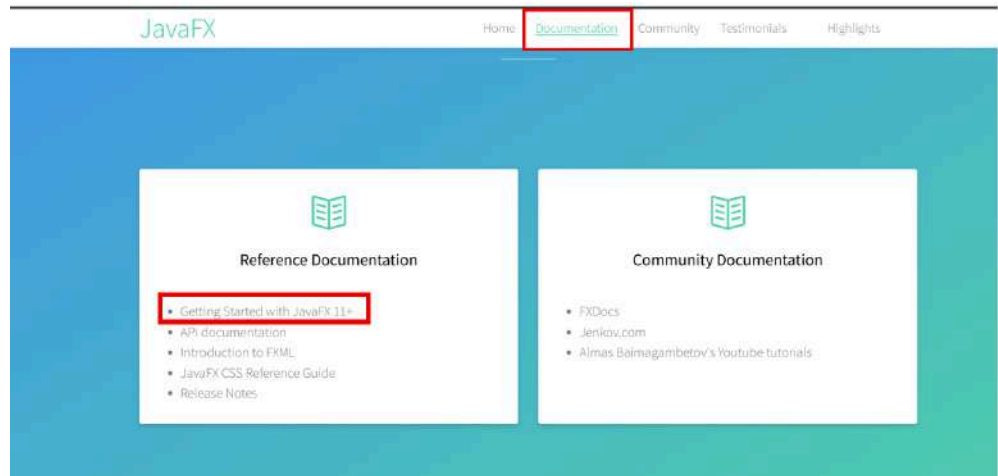 JavaFX Home Documentation Community Testimonials Highlights
Reference Documentation
Getting Started with JavaFX 11+
API documentation
Introduction to FXML
JavaFX CSS Reference Guide
Release Notes
Community Documentation
FXDocs
Jenkov.com
Almas Baimagambetov's Youtube tutorials